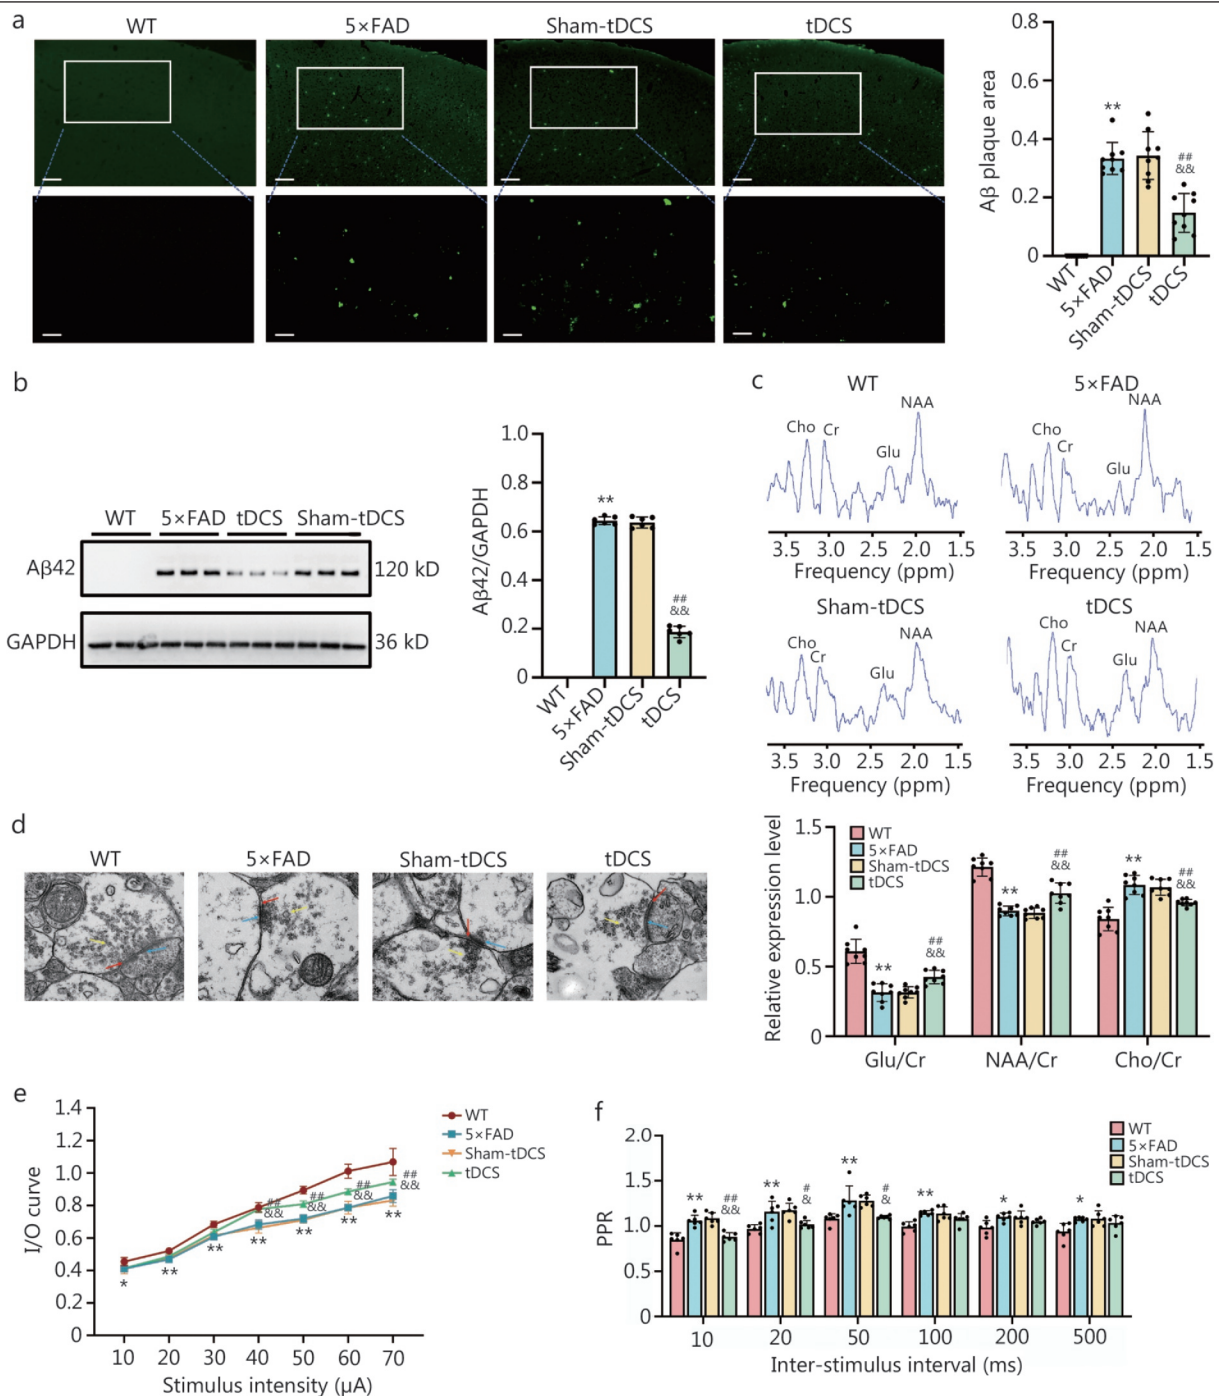 a
WT
5×FAD
Sham-tDCS
tDCS
Aβ plaque area
0.8
0.6
0.4
0.2
0
**
##
&&
WT
5×FAD
Sham-tDCS
tDCS
b
WT
5×FAD
tDCS
Sham-tDCS
Aβ42
120 kD
GAPDH
36 kD
Aβ42/GAPDH
1.0
0.8
0.6
0.4
0.2
0
**
##
&&
WT
5×FAD
Sham-tDCS
tDCS
c
WT
Cho
Cr
Glu
NAA
3.5 3.0 2.5 2.0 1.5
Frequency (ppm)
5×FAD
Cho
Cr
Glu
NAA
3.5 3.0 2.5 2.0 1.5
Frequency (ppm)
Sham-tDCS
Cho
Cr
Glu
NAA
3.5 3.0 2.5 2.0 1.5
Frequency (ppm)
tDCS
Cho
Cr
Glu
NAA
3.5 3.0 2.5 2.0 1.5
Frequency (ppm)
Relative expression level
1.5
1.0
0.5
0
WT
5×FAD
Sham-tDCS
tDCS
**
##
&&
**
##
&&
**
##
&&
Glu/Cr
NAA/Cr
Cho/Cr
d
WT
5×FAD
Sham-tDCS
tDCS
e
I/O curve
1.4
1.2
1.0
0.8
0.6
0.4
0.2
0
WT
5×FAD
Sham-tDCS
tDCS
*
**
**
##
&&
**
##
&&
**
##
&&
**
##
&&
**
10 20 30 40 50 60 70
Stimulus intensity (μA)
f
PPR
2.0
1.5
1.0
0.5
0
WT
5×FAD
Sham-tDCS
tDCS
**
##
&&
**
#
&
**
#
&
**
*
*
10 20 50 100 200 500
Inter-stimulus interval (ms)